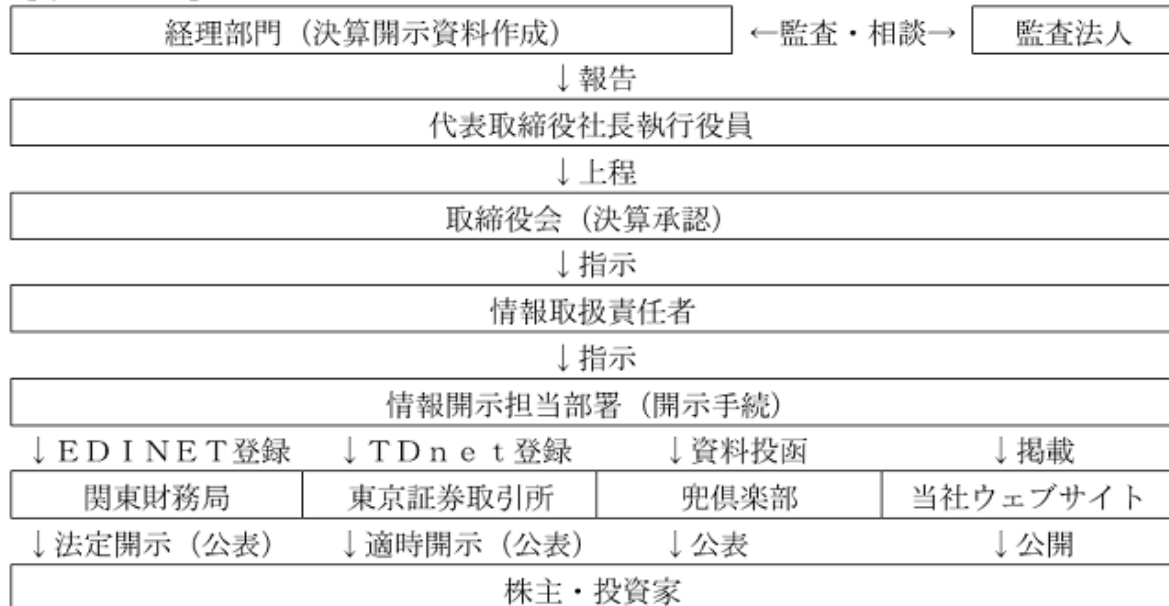 経理部門（決算開示資料作成） ←監査・相談→ 監査法人
↓報告
代表取締役社長執行役員
↓上程
取締役会（決算承認）
↓指示
情報取扱責任者
↓指示
情報開示担当部署（開示手続）
↓ＥＤＩＮＥＴ登録 ↓ＴＤｎｅｔ登録 ↓資料投函 ↓掲載
関東財務局 東京証券取引所 兜倶楽部 当社ウェブサイト
↓法定開示（公表） ↓適時開示（公表） ↓公表 ↓公開
株主・投資家